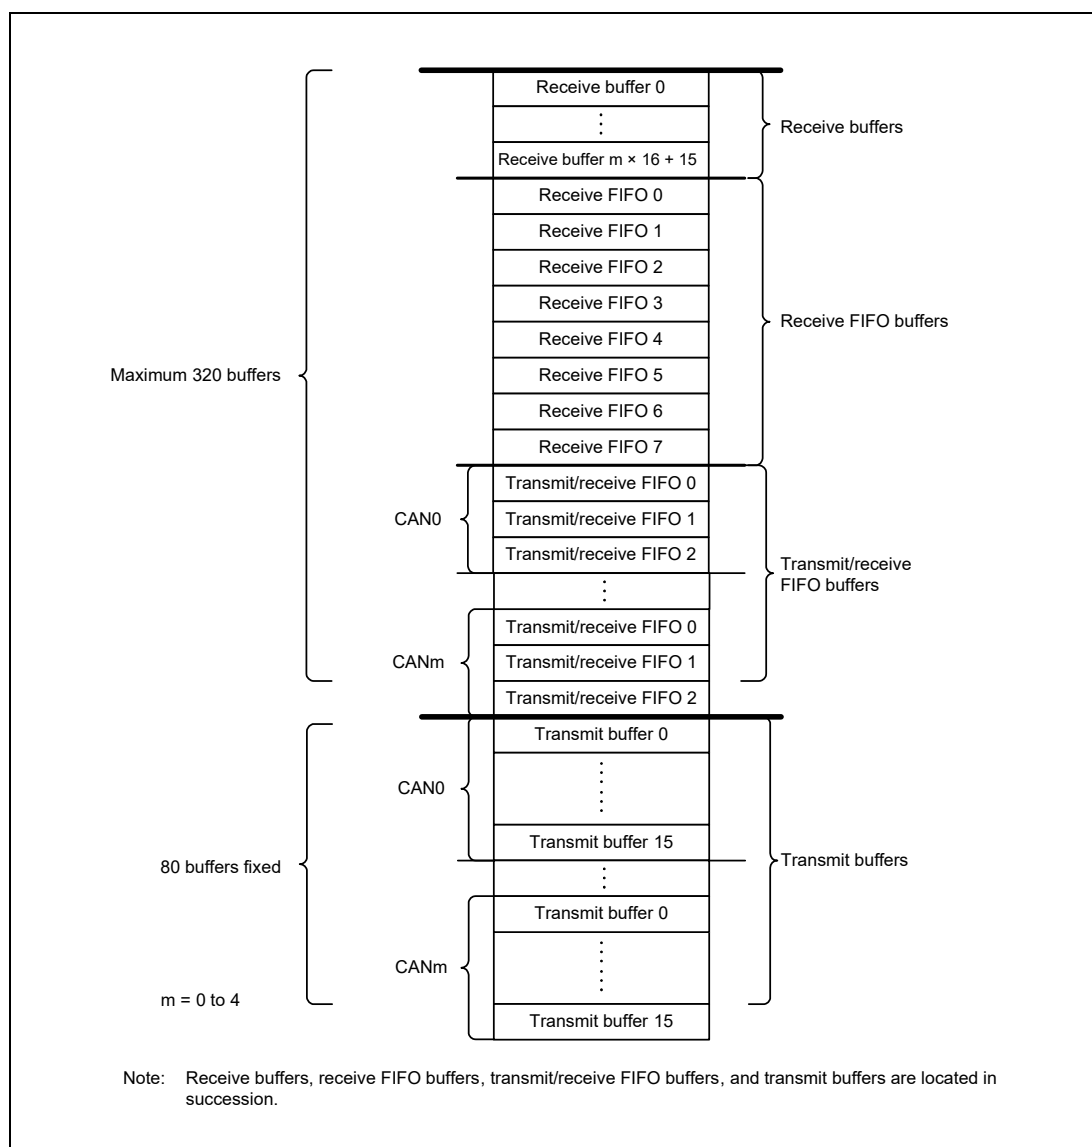 Receive buffer 0
Receive buffers
Receive buffer m × 16 + 15
Receive FIFO 0
Receive FIFO 1
Receive FIFO 2
Receive FIFO 3
Receive FIFO buffers
Receive FIFO 4
Maximum 320 buffers
Receive FIFO 5
Receive FIFO 6
Receive FIFO 7
Transmit/receive FIFO 0
CAN0
Transmit/receive FIFO 1
Transmit/receive FIFO 2
Transmit/receive
FIFO buffers
Transmit/receive FIFO 0
CANm
Transmit/receive FIFO 1
Transmit/receive FIFO 2
Transmit buffer 0
CAN0
Transmit buffer 15
80 buffers fixed
Transmit buffers
Transmit buffer 0
CANm
m = 0 to 4
Transmit buffer 15
Note: Receive buffers, receive FIFO buffers, transmit/receive FIFO buffers, and transmit buffers are located in
succession.